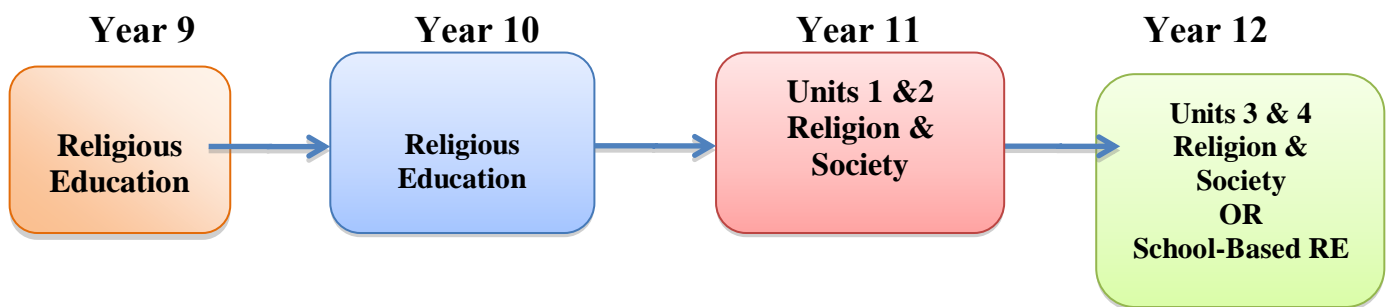 Year 9
Year 10
Year 11
Year 12
Religious
Education
Religious
Education
Units 1 &2
Religion &
Society
Units 3 & 4
Religion &
Society
OR
School-Based RE